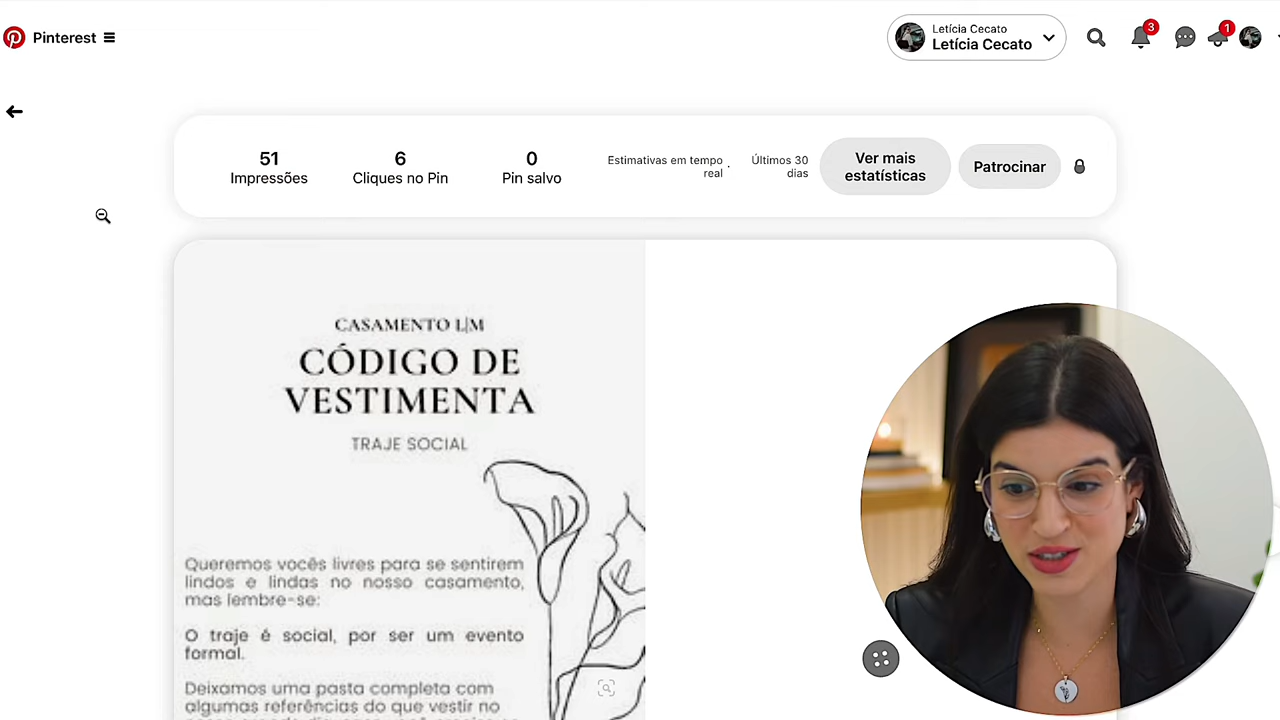 Pinterest
Letícia Cecato
Letícia Cecato
3
1
51
Impressões
6
Cliques no Pin
0
Pin salvo
Estimativas em tempo
real
·
Últimos 30
dias
Ver mais
estatísticas
Patrocinar
CASAMENTO L|M
CÓDIGO DE
VESTIMENTA
TRAJE SOCIAL
Queremos vocês livres para se sentirem
lindos e lindas no nosso casamento,
mas lembre-se:
O traje é social, por ser um evento
formal.
Deixamos uma pasta completa com
algumas referências do que vestir no